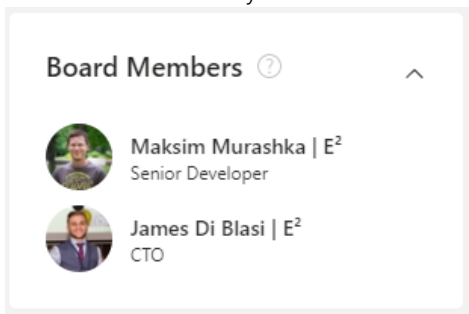 Board Members ?
Maksim Murashka | E²
Senior Developer
James Di Blasi | E²
CTO